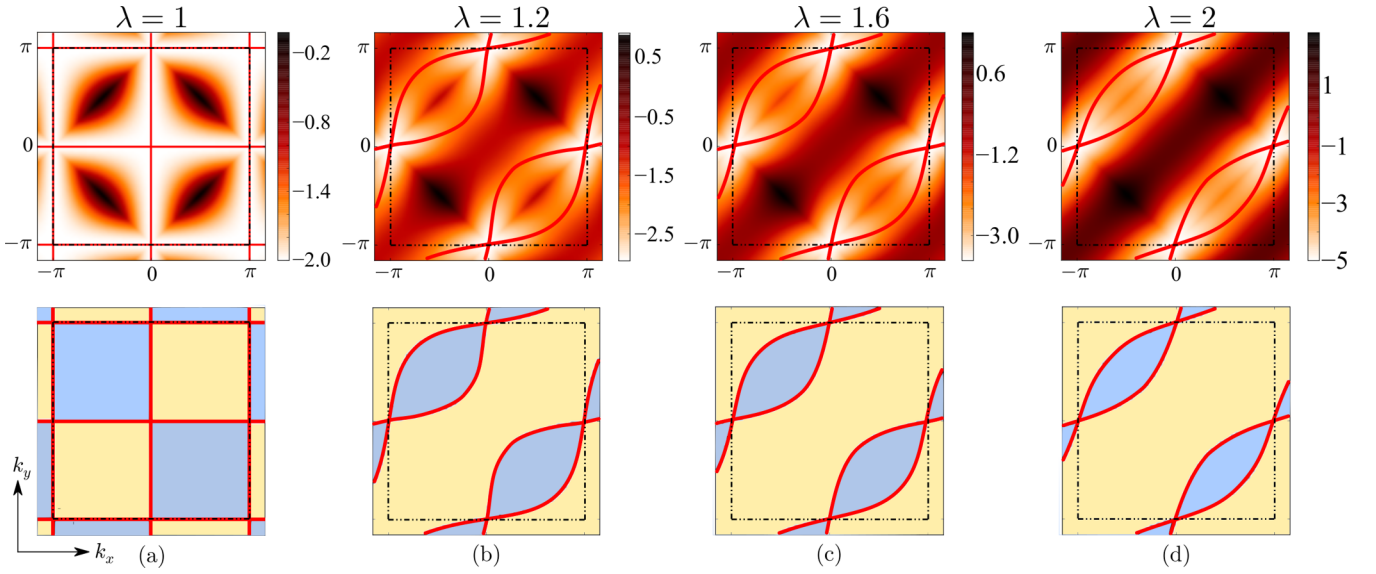 λ = 1 λ = 1.2 λ = 1.6 λ = 2
π −0.2 π 0.5 π 0.6 π 1
−0.8 −0.5 −1
0 0 0 −1.2 0
−1.4 −1.5 −3
−π −2.0 −π −2.5 −π −3.0 −π −5
−π 0 π −π 0 π −π 0 π −π 0 π
k_y
k_x (a) (b) (c) (d)